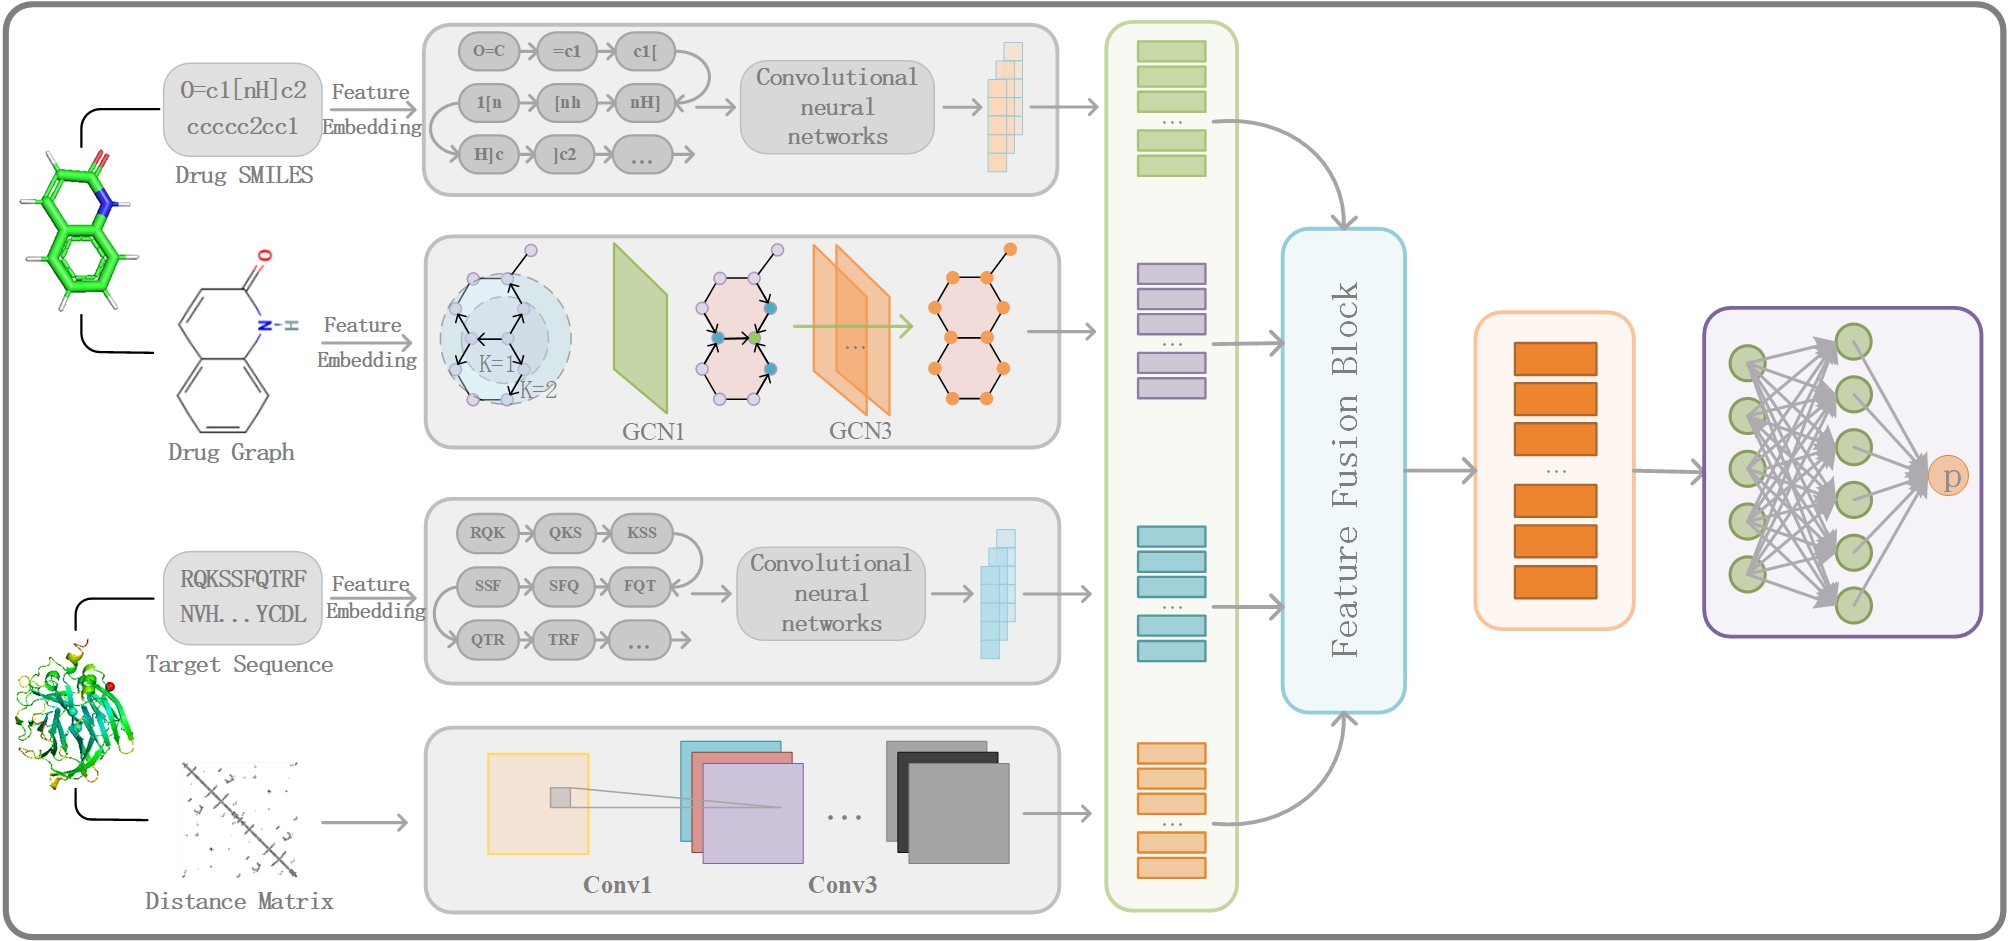 O=c1[nH]c2
ccccc2cc1
Drug SMILES
Feature
Embedding
O=C
=c1
c1[
1[n
[nh
nH]
H]c
]c2
...
Convolutional
neural
networks
O
N-H
Drug Graph
Feature
Embedding
K=1
K=2
GCN1
...
GCN3
RQKSSFQTRF
NVH...YCDL
Target Sequence
Feature
Embedding
RQK
QKS
KSS
SSF
SFQ
FQT
QTR
TRF
...
Convolutional
neural
networks
Distance Matrix
Conv1
...
Conv3
...
...
...
...
Feature Fusion Block
...
p